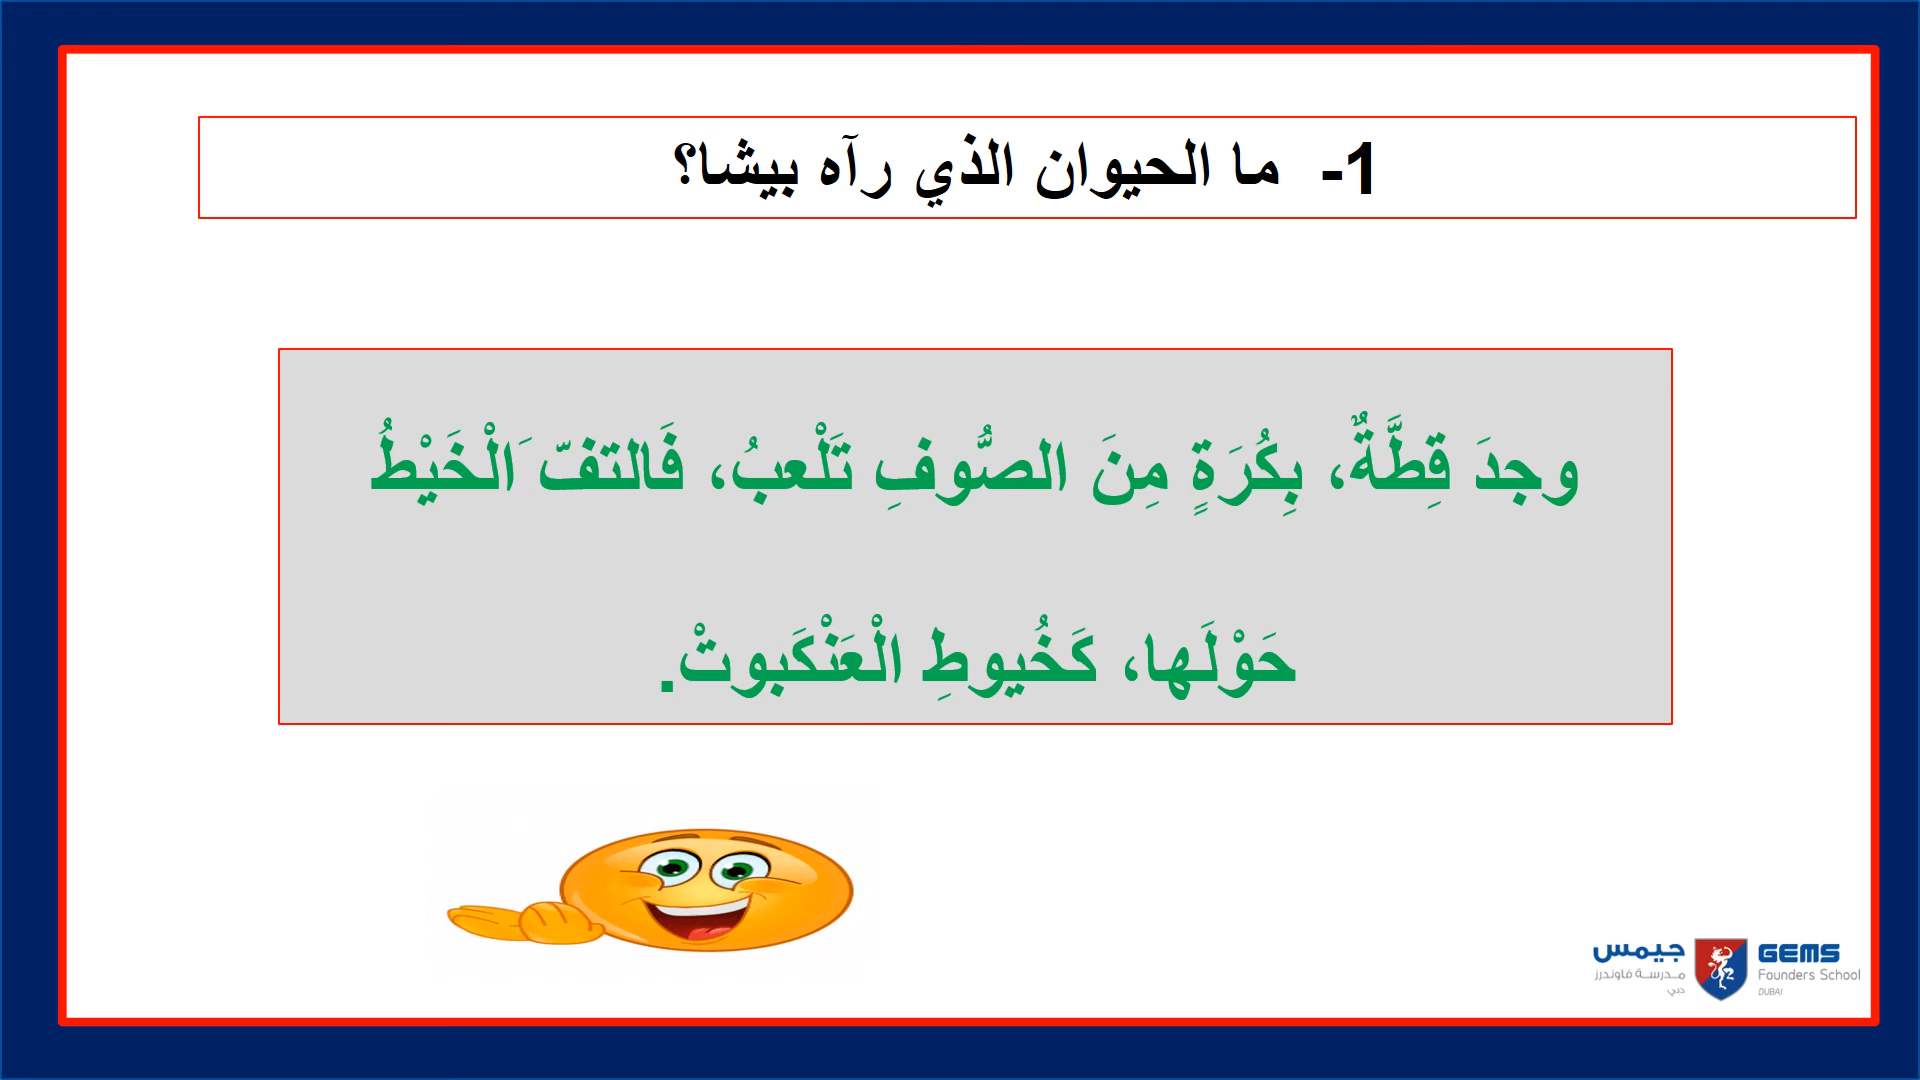 1- ما الحيوان الذي رآه بيشا؟
وجدَ قِطَّةٌ، بِكُرَةٍ مِنَ الصُّوفِ تَلْعبُ، فَالتفّ َالْخَيْطُ
حَوْلَها، كَخُيوطِ الْعَنْكَبوتْ.
جيمس
مدرسة فاوندرز
دبي
GEMS
Founders School
DUBAI